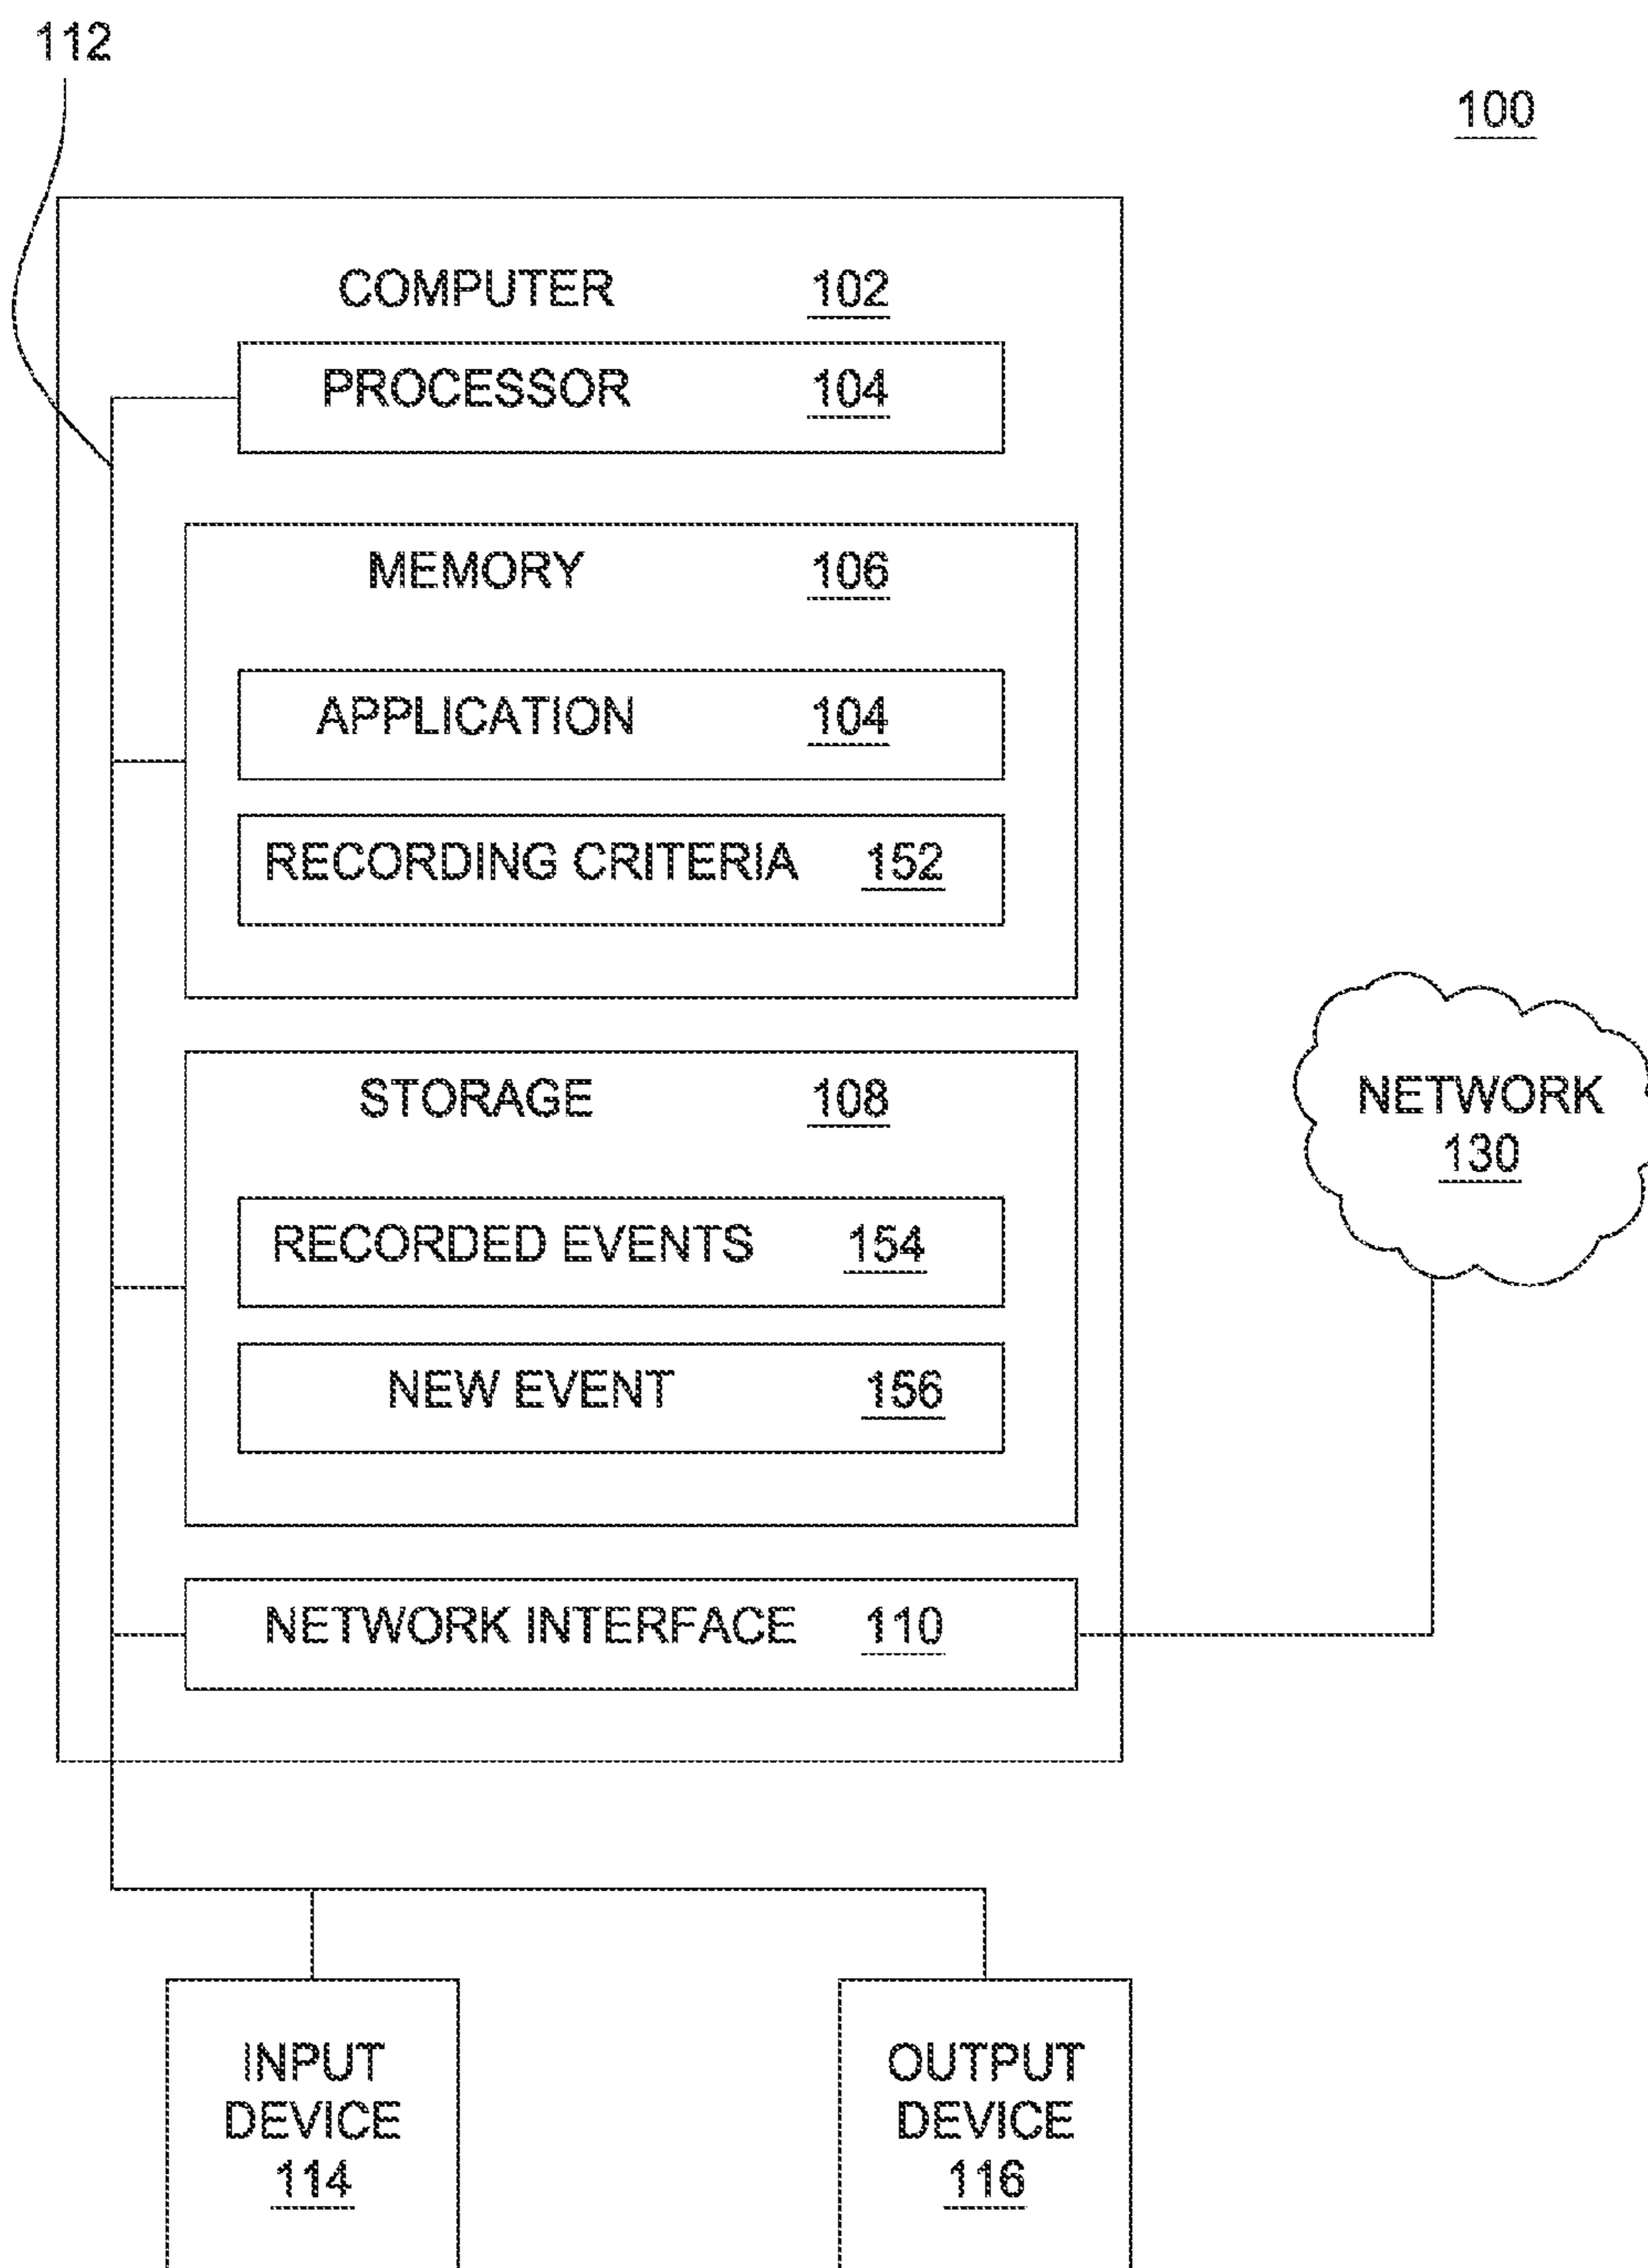 112
100
COMPUTER 102
PROCESSOR 104
MEMORY 106
APPLICATION 104
RECORDING CRITERIA 152
STORAGE 108
RECORDED EVENTS 154
NEW EVENT 156
NETWORK INTERFACE 110
NETWORK
130
INPUT
DEVICE
114
OUTPUT
DEVICE
116